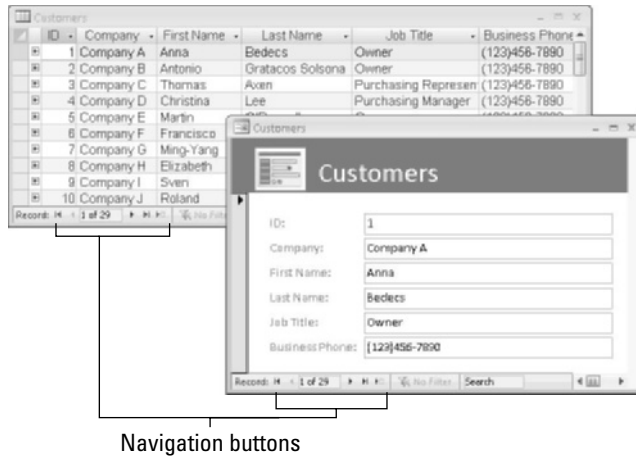 Customers
ID Company First Name Last Name Job Title Business Phone
1 Company A Anna Bedecs Owner (123)456-7890
2 Company B Antonio Gratacos Solsona Owner (123)456-7890
3 Company C Thomas Axen Purchasing Represen (123)456-7890
4 Company D Christina Lee Purchasing Manager (123)456-7890
5 Company E Martin
6 Company F Francisco
7 Company G Ming-Yang
8 Company H Elizabeth
9 Company I Sven
10 Company J Roland
Record: 1 of 29 No Filter
Customers
Customers
ID: 1
Company: Company A
First Name: Anna
Last Name: Bedecs
Job Title: Owner
Business Phone: (123)456-7890
Record: 1 of 29 No Filter Search
Navigation buttons